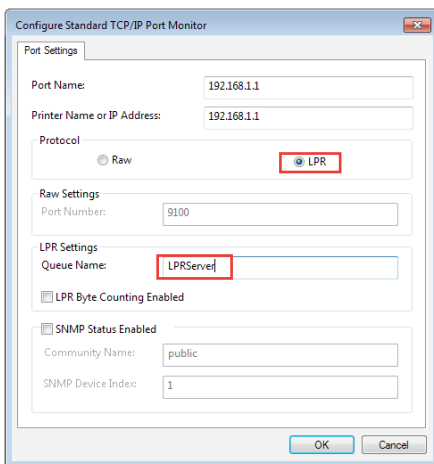 Configure Standard TCP/IP Port Monitor
Port Settings
Port Name: 192.168.1.1
Printer Name or IP Address: 192.168.1.1
Protocol
Raw LPR
Raw Settings
Port Number: 9100
LPR Settings
Queue Name: LPRServer
LPR Byte Counting Enabled
SNMP Status Enabled
Community Name: public
SNMP Device Index: 1
OK Cancel